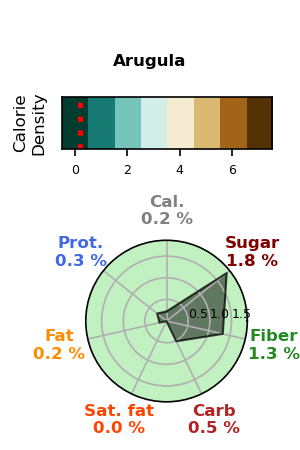 Arugula
Calorie
Density
0 2 4 6
Cal.
0.2 %
Prot.
0.3 %
Sugar
1.8 %
0.5 1.0 1.5
Fat
0.2 %
Fiber
1.3 %
Sat. fat
0.0 %
Carb
0.5 %